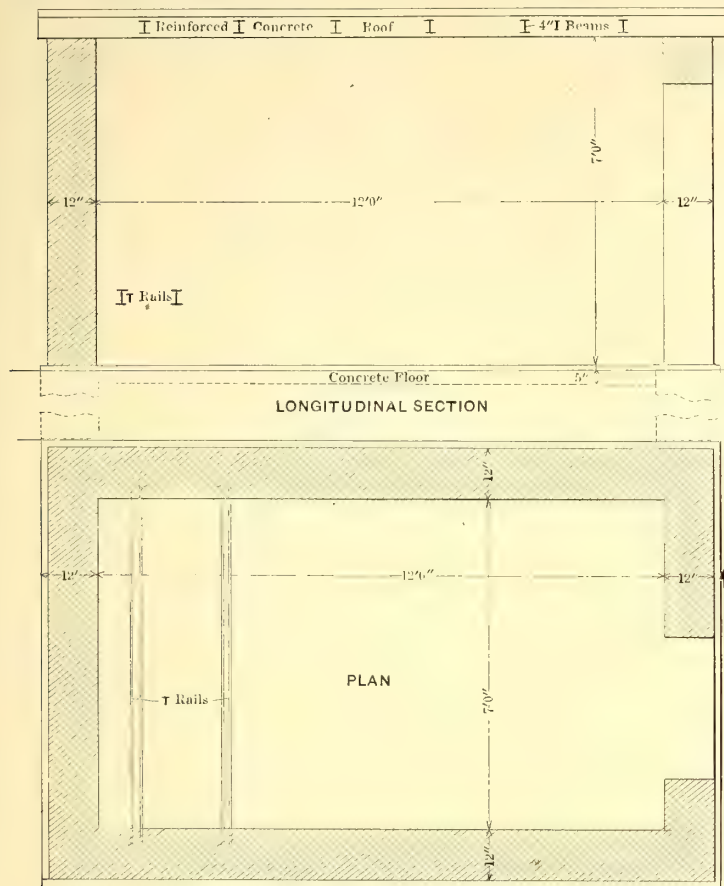 Reinforced Concrete Roof 4"I Beams
7'0"
12" 12'0" 12"
T Rails
Concrete Floor 5"
LONGITUDINAL SECTION
12"
12' 12'6" 12"
PLAN
T Rails
7'0"
12"